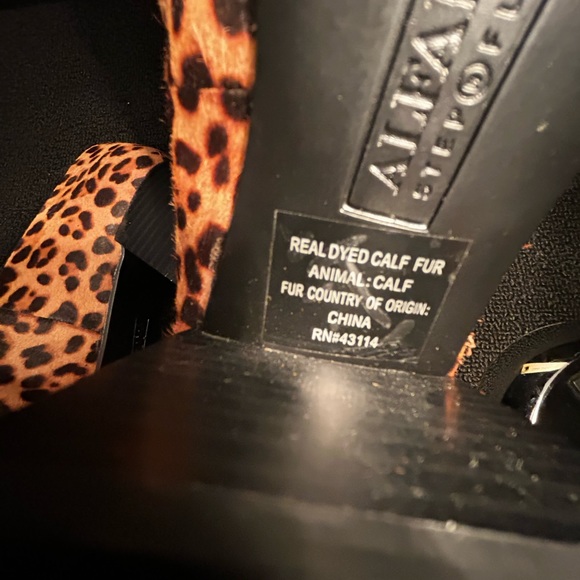 REAL DYED CALF FUR
ANIMAL: CALF
FUR COUNTRY OF ORIGIN:
CHINA
RN#43114